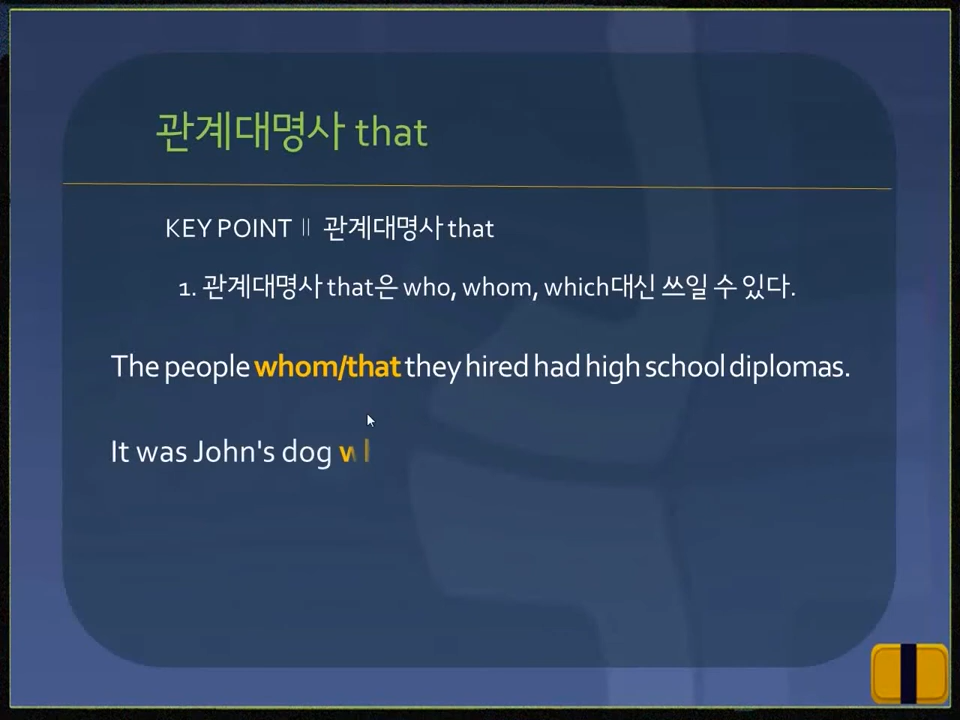 관계대명사 that
KEY POINT Ⅱ 관계대명사 that
1. 관계대명사 that은 who, whom, which대신 쓰일 수 있다.
The people whom/that they hired had high school diplomas.
It was John's dog